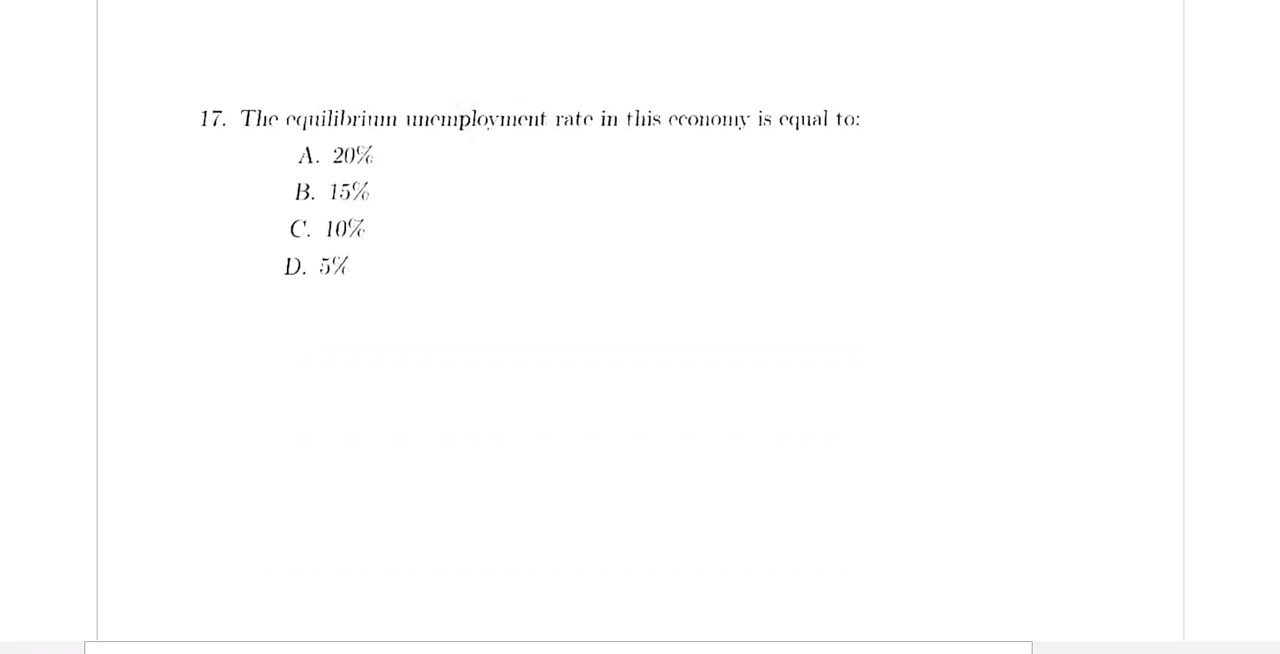 17. The equilibrium unemployment rate in this economy is equal to:
A. 20%
B. 15%
C. 10%
D. 5%